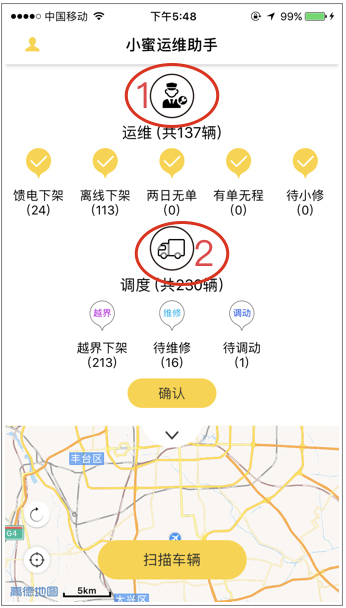 中国移动 下午5:48 99%
小蜜运维助手
1
运维 (共137辆)
馈电下架 离线下架 两日无单 有单无程 待小修
(24) (113) (0) (0) (0)
2
调度 (共230辆)
越界 维修 调动
越界下架 待维修 待调动
(213) (16) (1)
确认
丰台区
G4
扫描车辆
高德地图 5km
大兴区